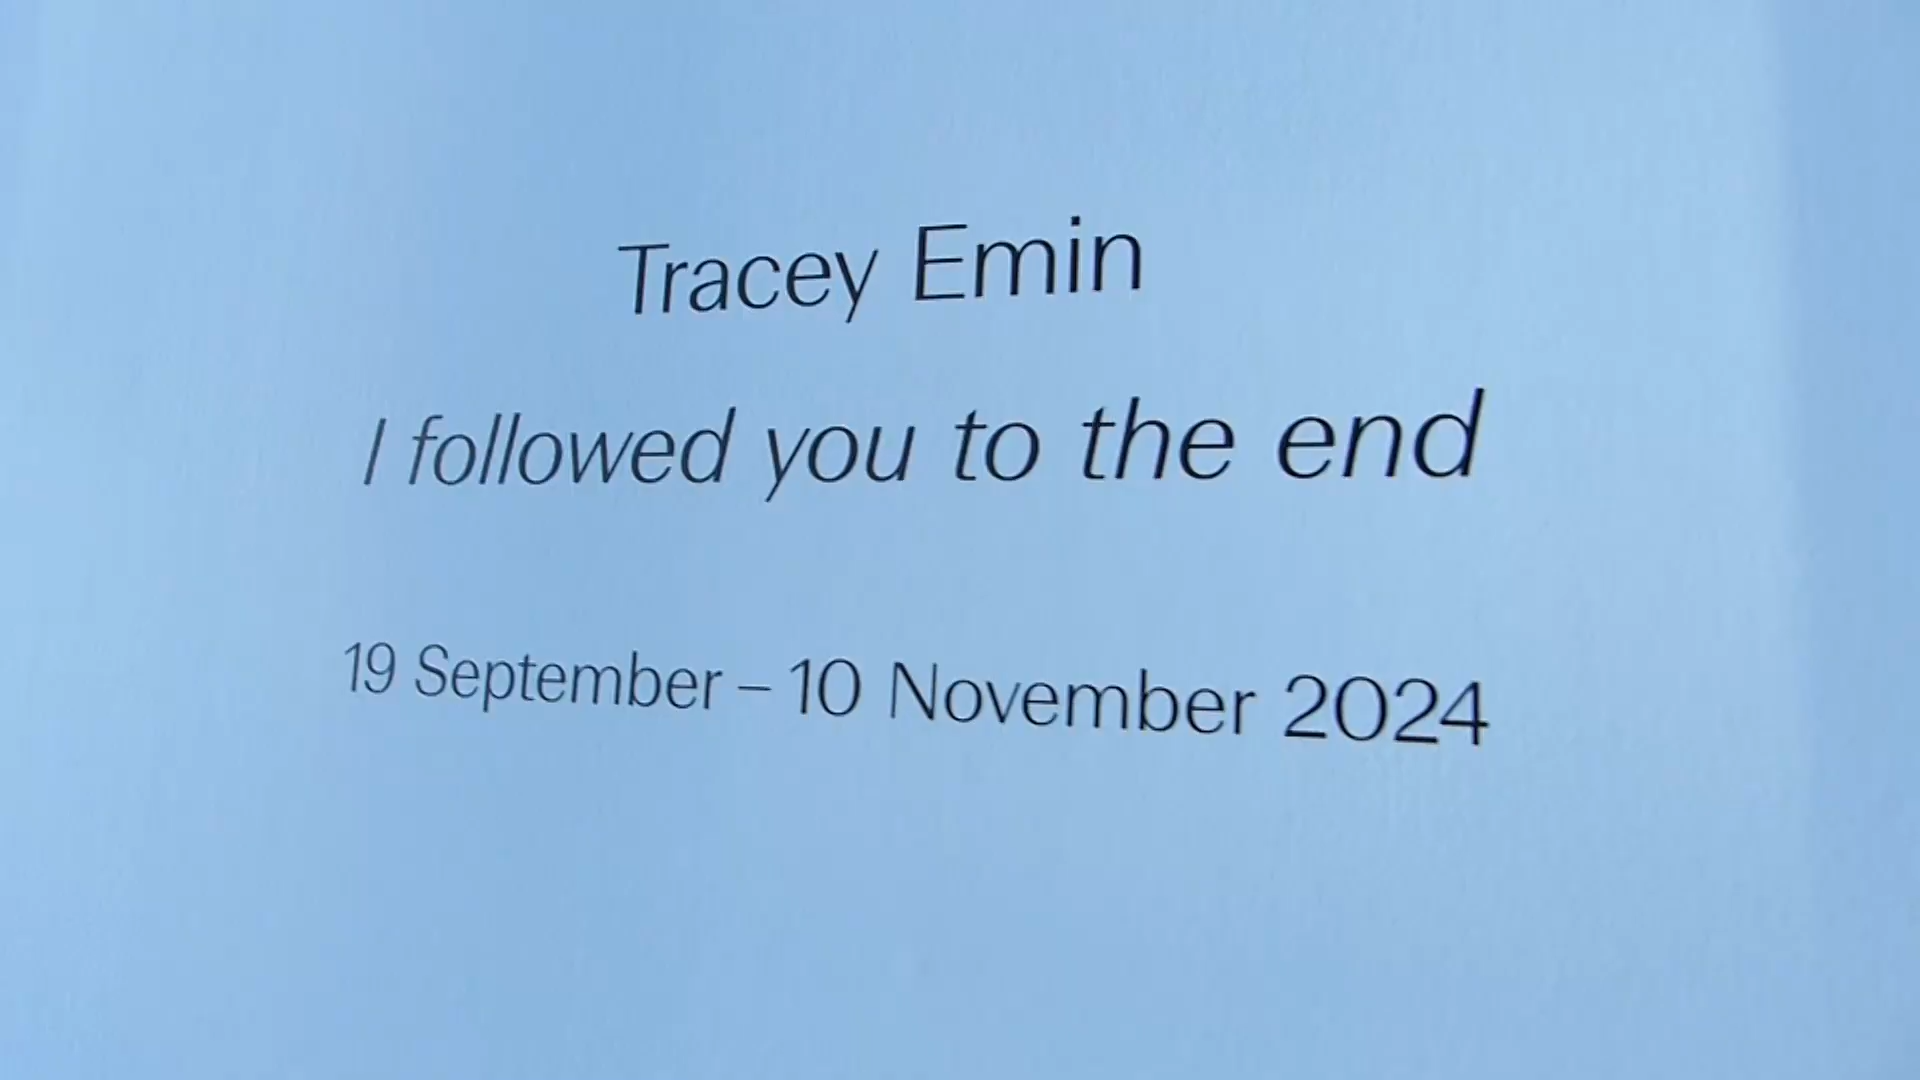 Tracey Emin
I followed you to the end
19 September – 10 November 2024